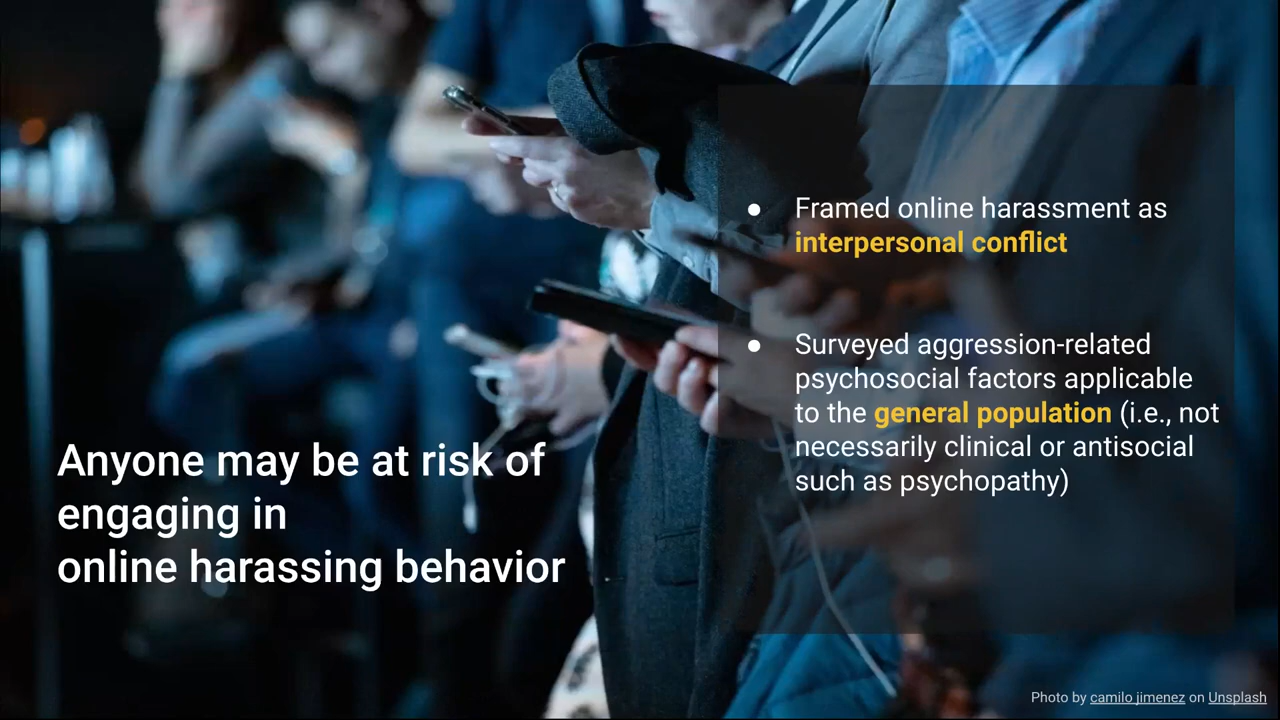 Anyone may be at risk of
engaging in
online harassing behavior
● Framed online harassment as
interpersonal conflict
● Surveyed aggression-related
psychosocial factors applicable
to the general population (i.e., not
necessarily clinical or antisocial
such as psychopathy)
Photo by camilo jimenez on Unsplash